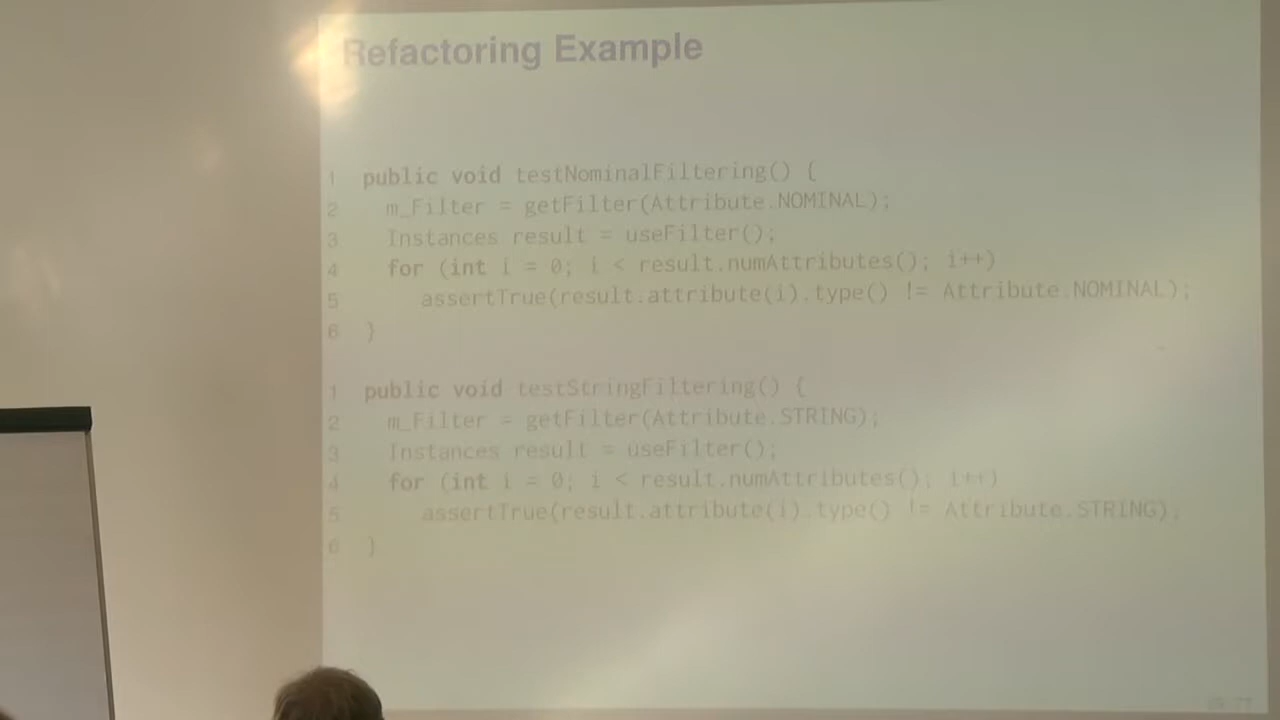 Refactoring Example
1 public void testNominalFiltering() {
2 m_Filter = getFilter(Attribute.NOMINAL);
3 Instances result = useFilter();
4 for (int i = 0; i < result.numAttributes(); i++)
5 assertTrue(result.attribute(i).type() != Attribute.NOMINAL);
6 }
1 public void testStringFiltering() {
2 m_Filter = getFilter(Attribute.STRING);
3 Instances result = useFilter();
4 for (int i = 0; i < result.numAttributes(); i++)
5 assertTrue(result.attribute(i).type() != Attribute.STRING);
6 }